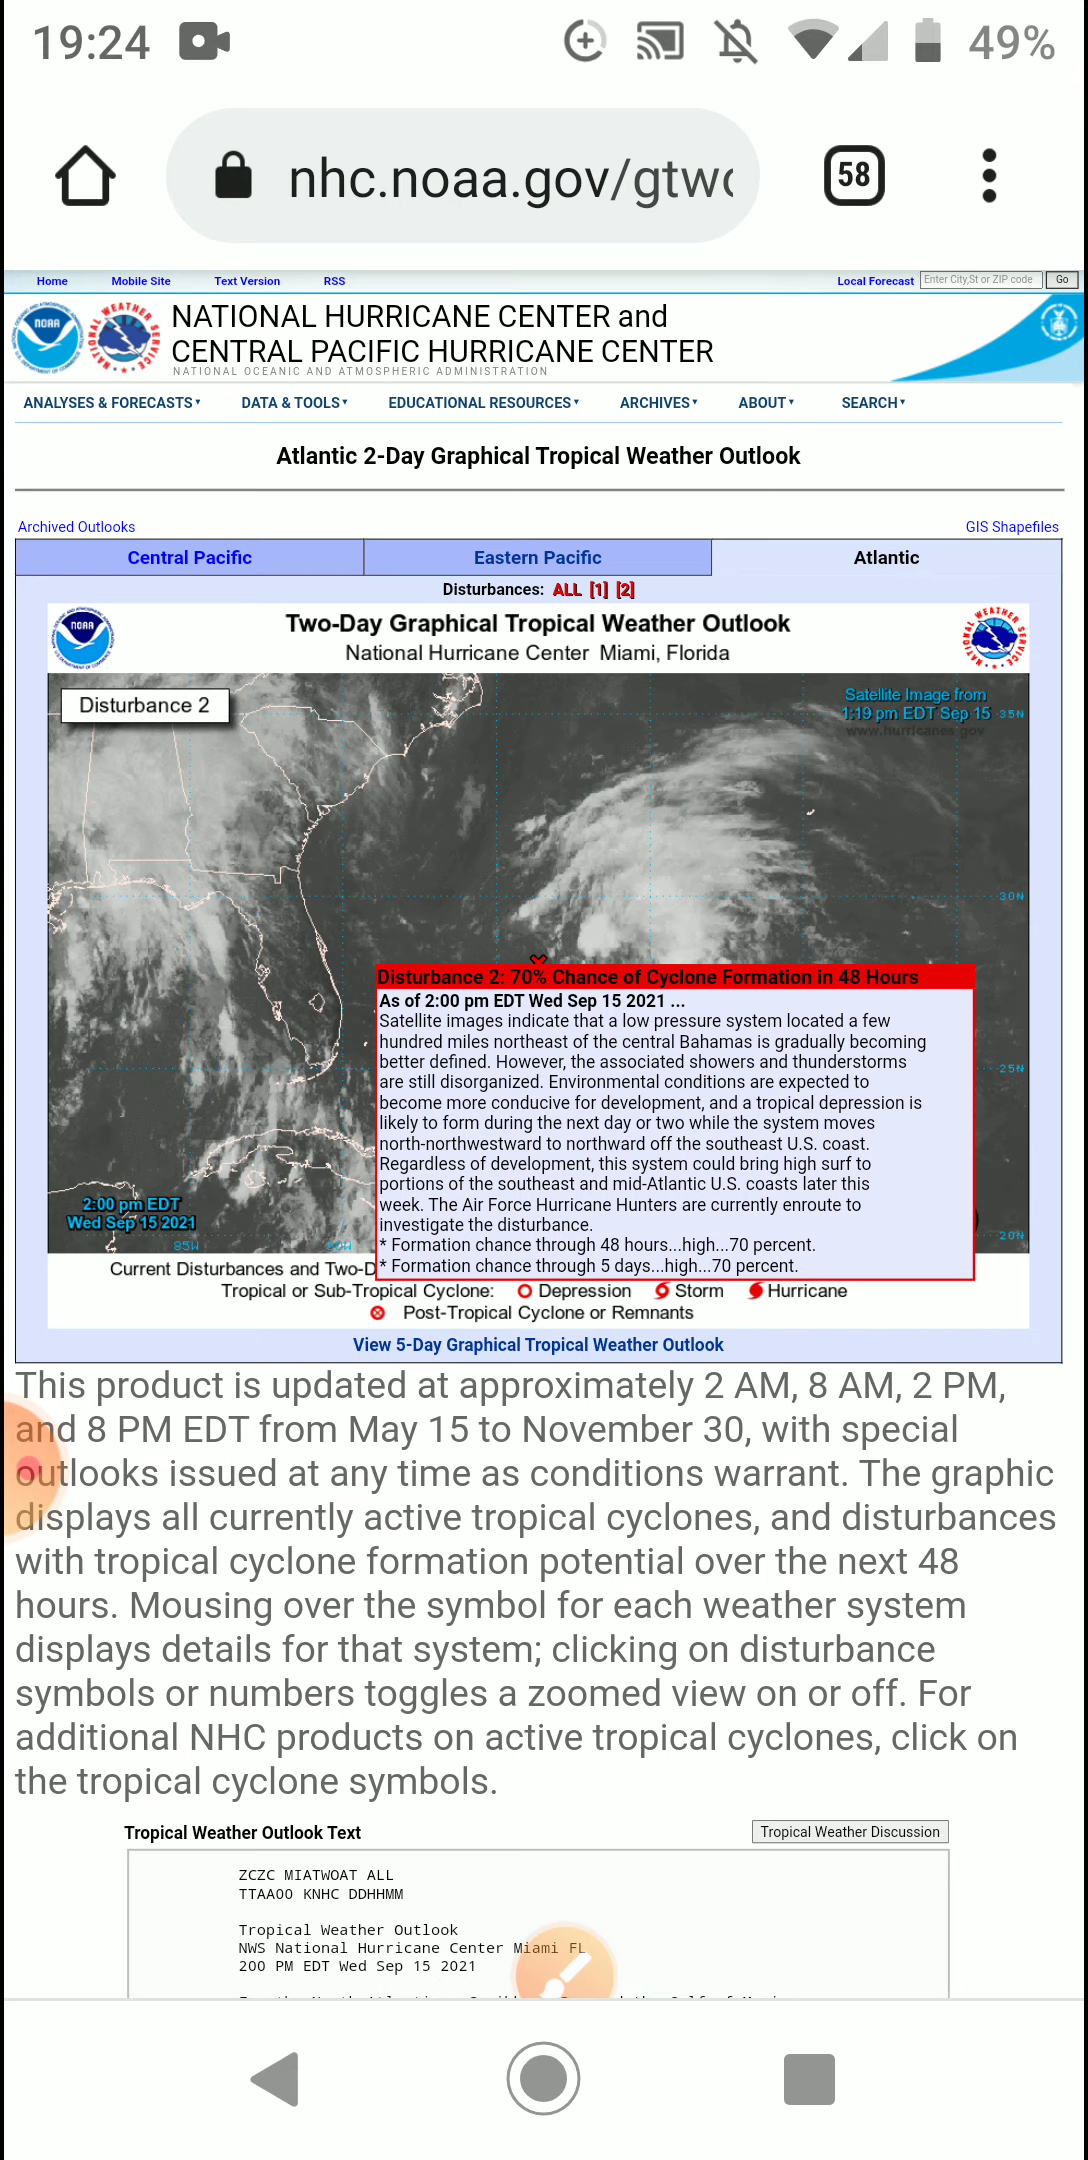 19:24
49%
nhc.noaa.gov/gtwo
58
Home Mobile Site Text Version RSS Local Forecast Enter City,St or ZIP code Go
NATIONAL HURRICANE CENTER and
CENTRAL PACIFIC HURRICANE CENTER
NATIONAL OCEANIC AND ATMOSPHERIC ADMINISTRATION
ANALYSES & FORECASTS DATA & TOOLS EDUCATIONAL RESOURCES ARCHIVES ABOUT SEARCH
Atlantic 2-Day Graphical Tropical Weather Outlook
Archived Outlooks GIS Shapefiles
Central Pacific Eastern Pacific Atlantic
Disturbances: ALL [1] [2]
Two-Day Graphical Tropical Weather Outlook
National Hurricane Center Miami, Florida
Disturbance 2
Satellite Image from
1:19 pm EDT Sep 15
www.hurricanes.gov
35N
30N
Disturbance 2: 70% Chance of Cyclone Formation in 48 Hours
As of 2:00 pm EDT Wed Sep 15 2021 ...
Satellite images indicate that a low pressure system located a few
hundred miles northeast of the central Bahamas is gradually becoming
better defined. However, the associated showers and thunderstorms
are still disorganized. Environmental conditions are expected to
become more conducive for development, and a tropical depression is
likely to form during the next day or two while the system moves
north-northwestward to northward off the southeast U.S. coast.
Regardless of development, this system could bring high surf to
portions of the southeast and mid-Atlantic U.S. coasts later this
week. The Air Force Hurricane Hunters are currently enroute to
investigate the disturbance.
* Formation chance through 48 hours...high...70 percent.
* Formation chance through 5 days...high...70 percent.
25N
20N
2:00 pm EDT
Wed Sep 15 2021
85W
Current Disturbances and Two-D
Tropical or Sub-Tropical Cyclone: Depression Storm Hurricane
Post-Tropical Cyclone or Remnants
View 5-Day Graphical Tropical Weather Outlook
This product is updated at approximately 2 AM, 8 AM, 2 PM,
and 8 PM EDT from May 15 to November 30, with special
outlooks issued at any time as conditions warrant. The graphic
displays all currently active tropical cyclones, and disturbances
with tropical cyclone formation potential over the next 48
hours. Mousing over the symbol for each weather system
displays details for that system; clicking on disturbance
symbols or numbers toggles a zoomed view on or off. For
additional NHC products on active tropical cyclones, click on
the tropical cyclone symbols.
Tropical Weather Outlook Text Tropical Weather Discussion
ZCZC MIATWOAT ALL
TTAA00 KNHC DDHHMM
Tropical Weather Outlook
NWS National Hurricane Center Miami FL
200 PM EDT Wed Sep 15 2021